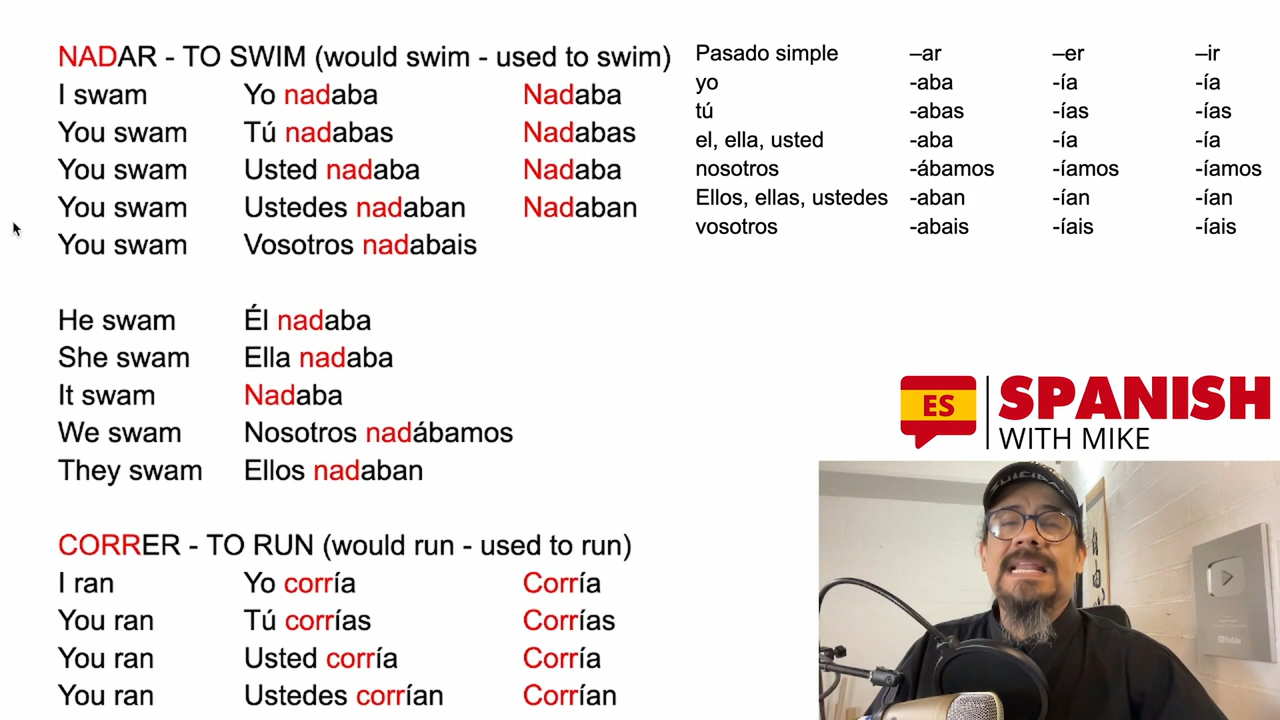 NADAR - TO SWIM (would swim - used to swim)
I swam Yo nadaba Nadaba
You swam Tú nadabas Nadabas
You swam Usted nadaba Nadaba
You swam Ustedes nadaban Nadaban
You swam Vosotros nadabais
He swam Él nadaba
She swam Ella nadaba
It swam Nadaba
We swam Nosotros nadábamos
They swam Ellos nadaban
CORRER - TO RUN (would run - used to run)
I ran Yo corría Corría
You ran Tú corrías Corrías
You ran Usted corría Corría
You ran Ustedes corrían Corrían
Pasado simple –ar –er –ir
yo -aba -ía -ía
tú -abas -ías -ías
el, ella, usted -aba -ía -ía
nosotros -ábamos -íamos -íamos
Ellos, ellas, ustedes -aban -ían -ían
vosotros -abais -íais -íais
ES
SPANISH
WITH MIKE